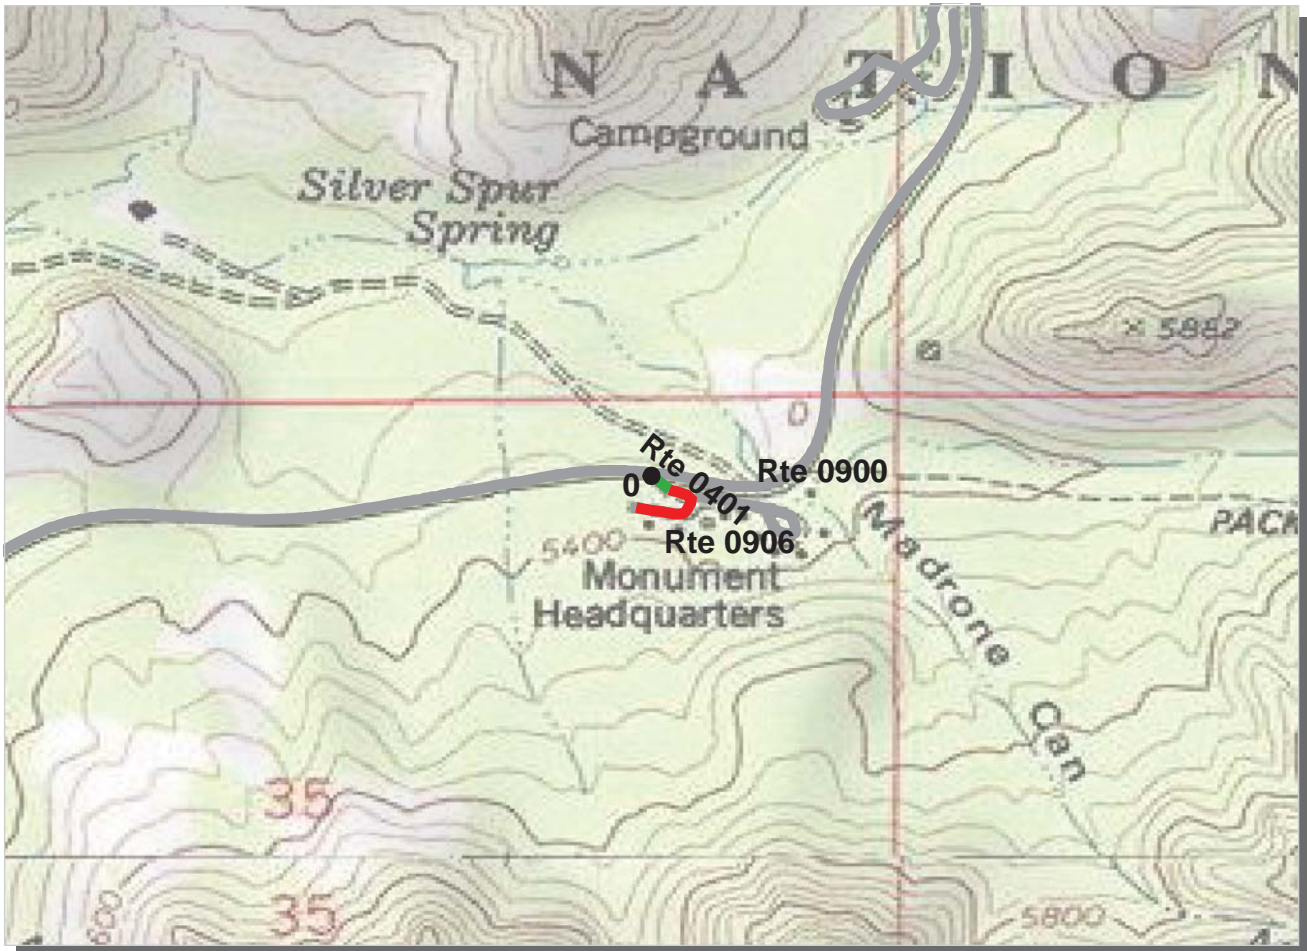 N A T I O N
Campground
Silver Spur
Spring
× 5882
0
Rte 0401
Rte 0900
0
PACK
Rte 0906
5400
Monument
Headquarters
Madrone Can
35
35
5800